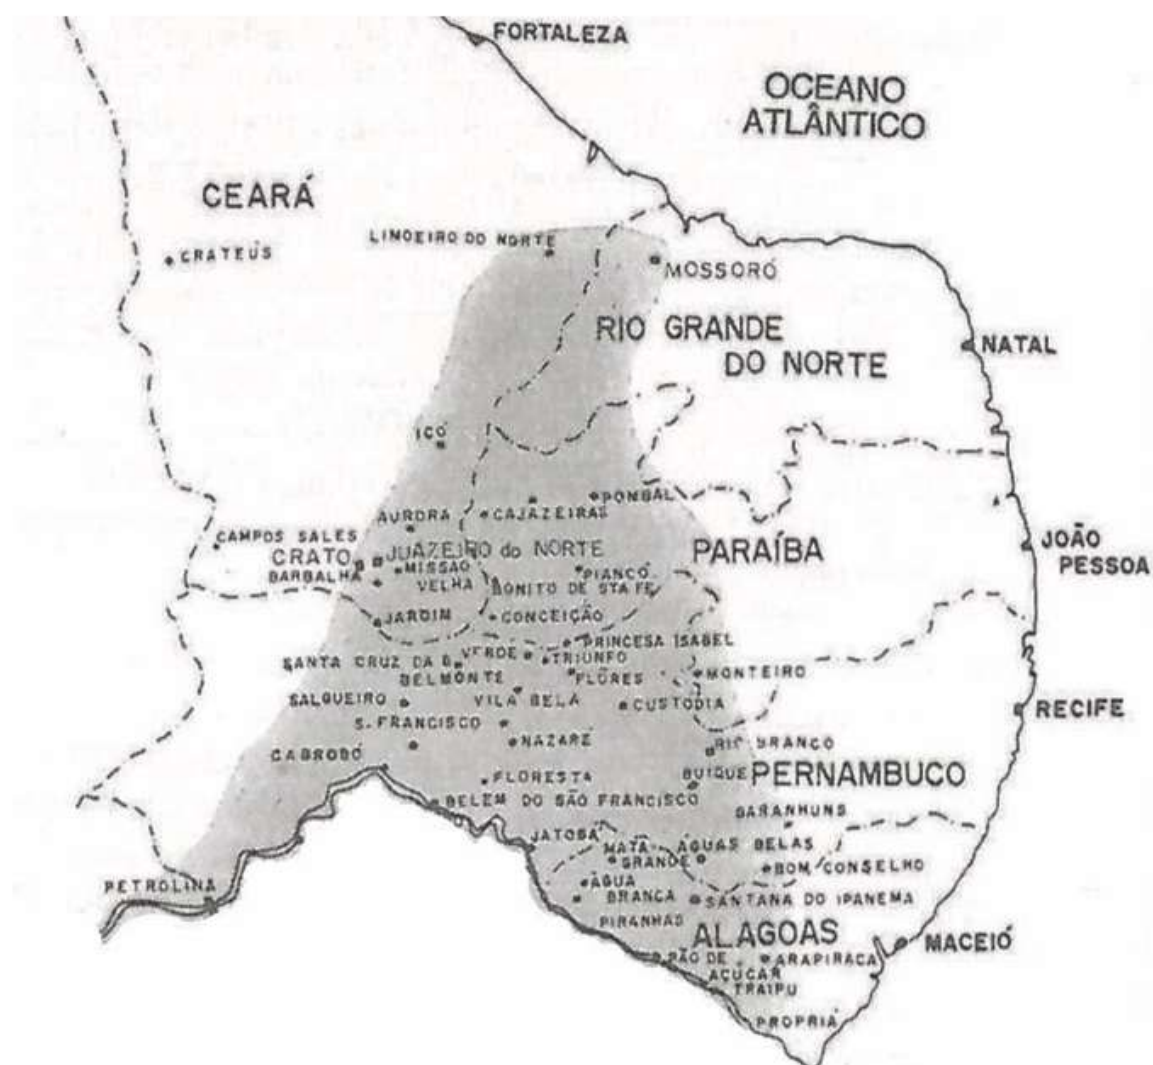 FORTALEZA
OCEANO
ATLÂNTICO
CEARÁ
LIMOEIRO DO NORTE
CRATEÚS
MOSSORÓ
RIO GRANDE
DO NORTE
NATAL
ICÓ
POMBAL
AURORA
CAJAZEIRAS
CAMPOS SALES
CRATO
JUAZEIRO do NORTE
PARAÍBA
JOÃO
PESSOA
BARBALHA
MISSÃO
VELHA
PIANCÓ
BONITO DE STA FÉ
JARDIM
CONCEIÇÃO
PRINCESA ISABEL
SANTA CRUZ DA B.
VERDE
TRIUNFO
BELMONTE
FLORES
MONTEIRO
SALGUEIRO
VILA BELA
CUSTODIA
RECIFE
S. FRANCISCO
NAZARÉ
RIO BRANCO
CABROBÓ
FLORESTA
BUIQUE
PERNAMBUCO
BELEM DO SÃO FRANCISCO
GARANHUNS
JATOBÁ
MATA
GRANDE
ÁGUAS BELAS
BOM CONSELHO
PETROLINA
ÁGUA
BRANCA
SANTANA DO IPANEMA
PIRANHAS
ALAGOAS
MACEIÓ
PÃO DE
AÇUCAR
ARAPIRACA
TRAIPU
PROPRIÁ